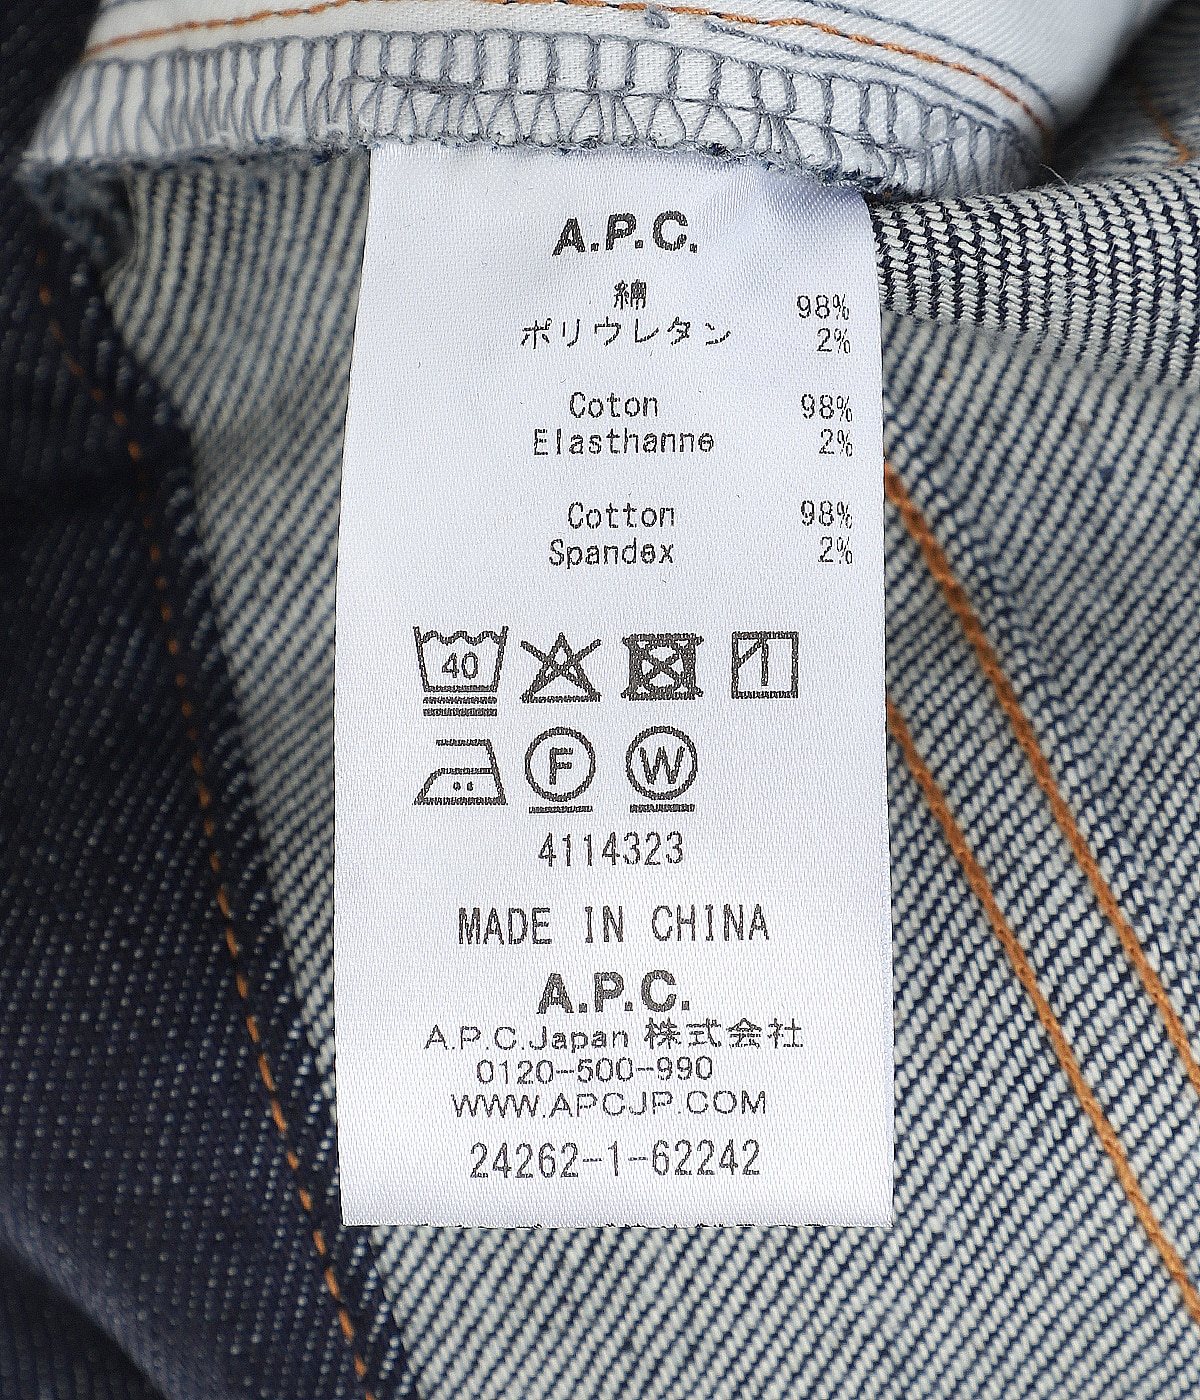 A.P.C.
綿 98%
ポリウレタン 2%
Coton 98%
Elasthanne 2%
Cotton 98%
Spandex 2%
40
F W
4114323
MADE IN CHINA
A.P.C.
A.P.C.Japan 株式会社
0120-500-990
WWW.APCJP.COM
24262-1-62242